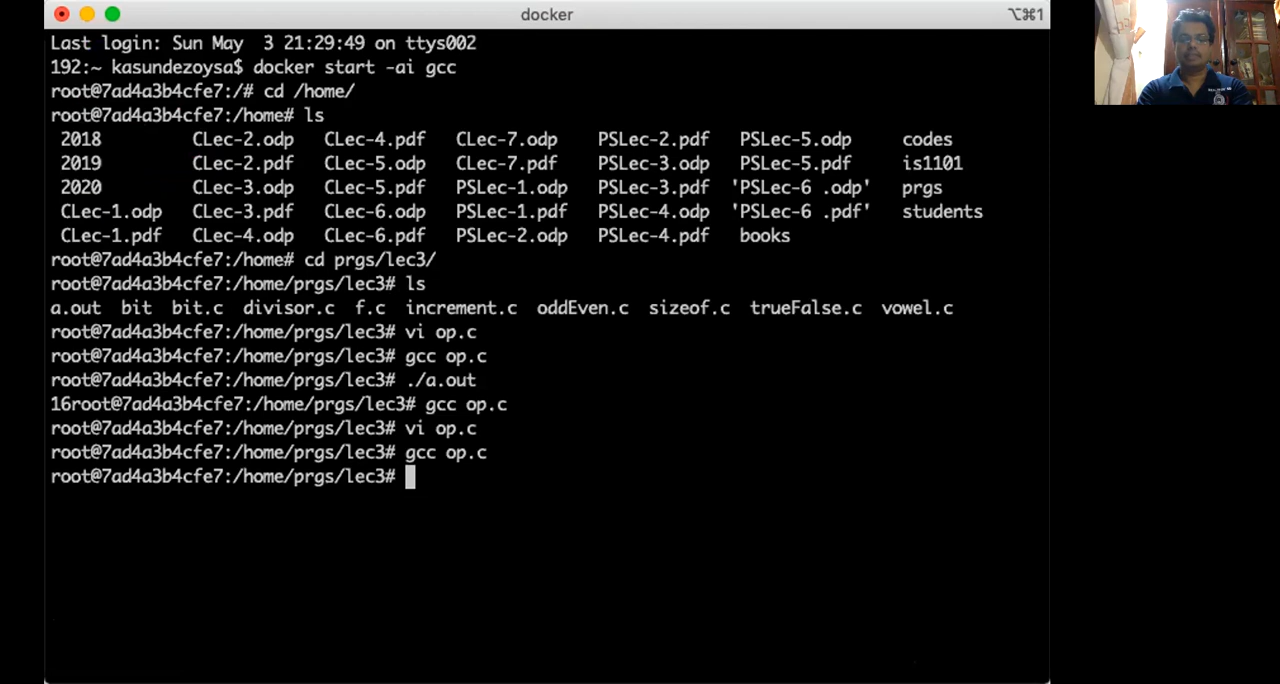 docker
⌥⌘1
Last login: Sun May  3 21:29:49 on ttys002
192:~ kasundezoysa$ docker start -ai gcc
root@7ad4a3b4cfe7:/# cd /home/
root@7ad4a3b4cfe7:/home# ls
2018 CLec-2.odp CLec-4.pdf CLec-7.odp PSLec-2.pdf PSLec-5.odp codes
2019 CLec-2.pdf CLec-5.odp CLec-7.pdf PSLec-3.odp PSLec-5.pdf is1101
2020 CLec-3.odp CLec-5.pdf PSLec-1.odp PSLec-3.pdf 'PSLec-6 .odp' prgs
CLec-1.odp CLec-3.pdf CLec-6.odp PSLec-1.pdf PSLec-4.odp 'PSLec-6 .pdf' students
CLec-1.pdf CLec-4.odp CLec-6.pdf PSLec-2.odp PSLec-4.pdf books
root@7ad4a3b4cfe7:/home# cd prgs/lec3/
root@7ad4a3b4cfe7:/home/prgs/lec3# ls
a.out bit bit.c divisor.c f.c increment.c oddEven.c sizeof.c trueFalse.c vowel.c
root@7ad4a3b4cfe7:/home/prgs/lec3# vi op.c
root@7ad4a3b4cfe7:/home/prgs/lec3# gcc op.c
root@7ad4a3b4cfe7:/home/prgs/lec3# ./a.out
16root@7ad4a3b4cfe7:/home/prgs/lec3# gcc op.c
root@7ad4a3b4cfe7:/home/prgs/lec3# vi op.c
root@7ad4a3b4cfe7:/home/prgs/lec3# gcc op.c
root@7ad4a3b4cfe7:/home/prgs/lec3#